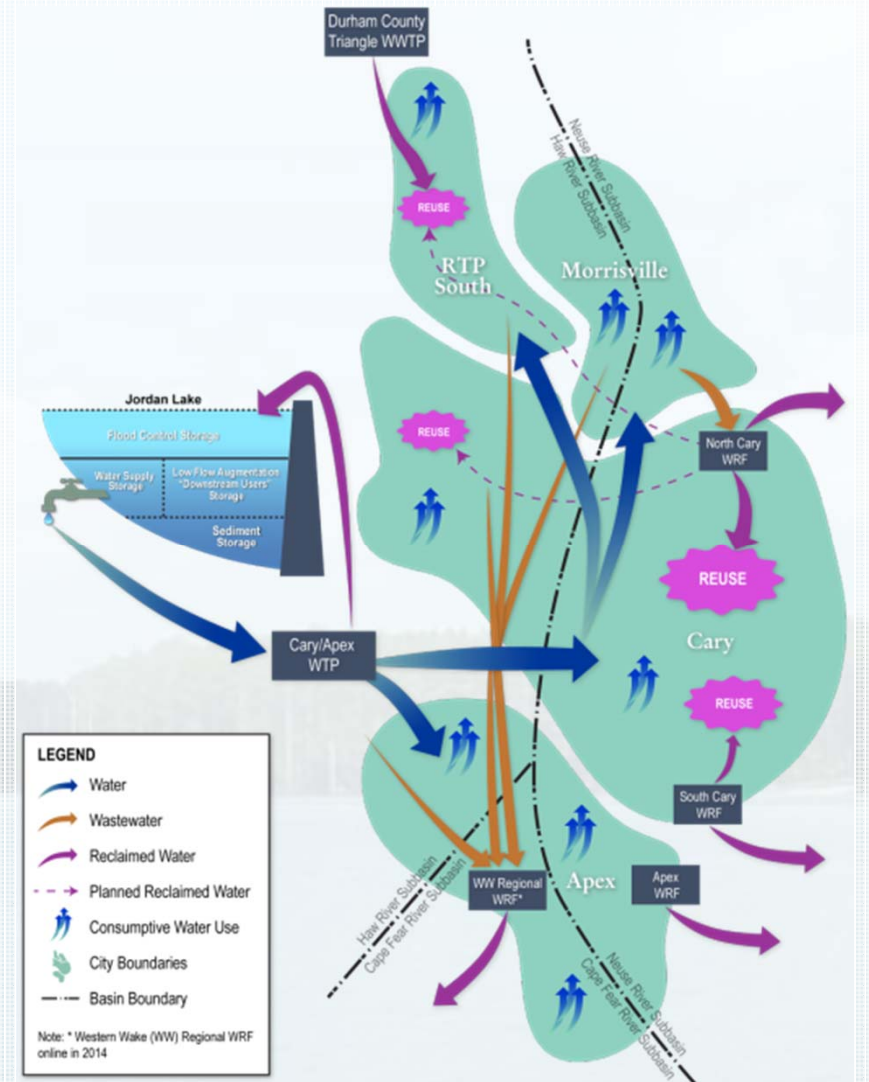 Durham County
Triangle WWTP
Neuse River Subbasin
Haw River Subbasin
REUSE
RTP
South
Morrisville
Jordan Lake
Flood Control Storage
Water Supply
Storage
Low Flow Augmentation
"Downstream Users"
Storage
Sediment
Storage
REUSE
North Cary
WRF
REUSE
Cary/Apex
WTP
Cary
REUSE
South Cary
WRF
LEGEND
Water
Wastewater
Reclaimed Water
Planned Reclaimed Water
Consumptive Water Use
City Boundaries
Basin Boundary
Note: * Western Wake (WW) Regional WRF
online in 2014
Haw River Subbasin
Cape Fear River Subbasin
WW Regional
WRF*
Apex
Apex
WRF
Neuse River Subbasin
Cape Fear River Subbasin